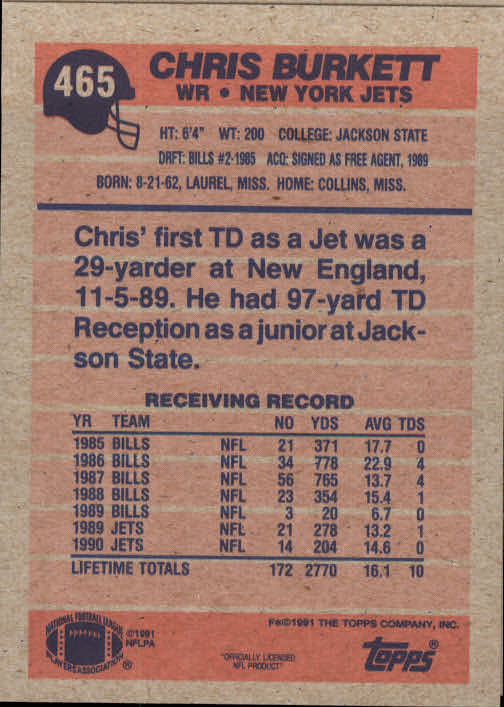 465
CHRIS BURKETT
WR • NEW YORK JETS
HT: 6'4" WT: 200 COLLEGE: JACKSON STATE
DRFT: BILLS #2-1985 ACQ: SIGNED AS FREE AGENT, 1989
BORN: 8-21-62, LAUREL, MISS. HOME: COLLINS, MISS.
Chris' first TD as a Jet was a
29-yarder at New England,
11-5-89. He had 97-yard TD
Reception as a junior at Jack-
son State.
RECEIVING RECORD
YR TEAM NO YDS AVG TDS
1985 BILLS NFL 21 371 17.7 0
1986 BILLS NFL 34 778 22.9 4
1987 BILLS NFL 56 765 13.7 4
1988 BILLS NFL 23 354 15.4 1
1989 BILLS NFL 3 20 6.7 0
1989 JETS NFL 21 278 13.2 1
1990 JETS NFL 14 204 14.6 0
LIFETIME TOTALS 172 2770 16.1 10
NATIONAL FOOTBALL LEAGUE
PLAYERS ASSOCIATION ®
©1991
NFLPA
"OFFICIALLY LICENSED
NFL PRODUCT"
F*©1991 THE TOPPS COMPANY, INC.
topps®